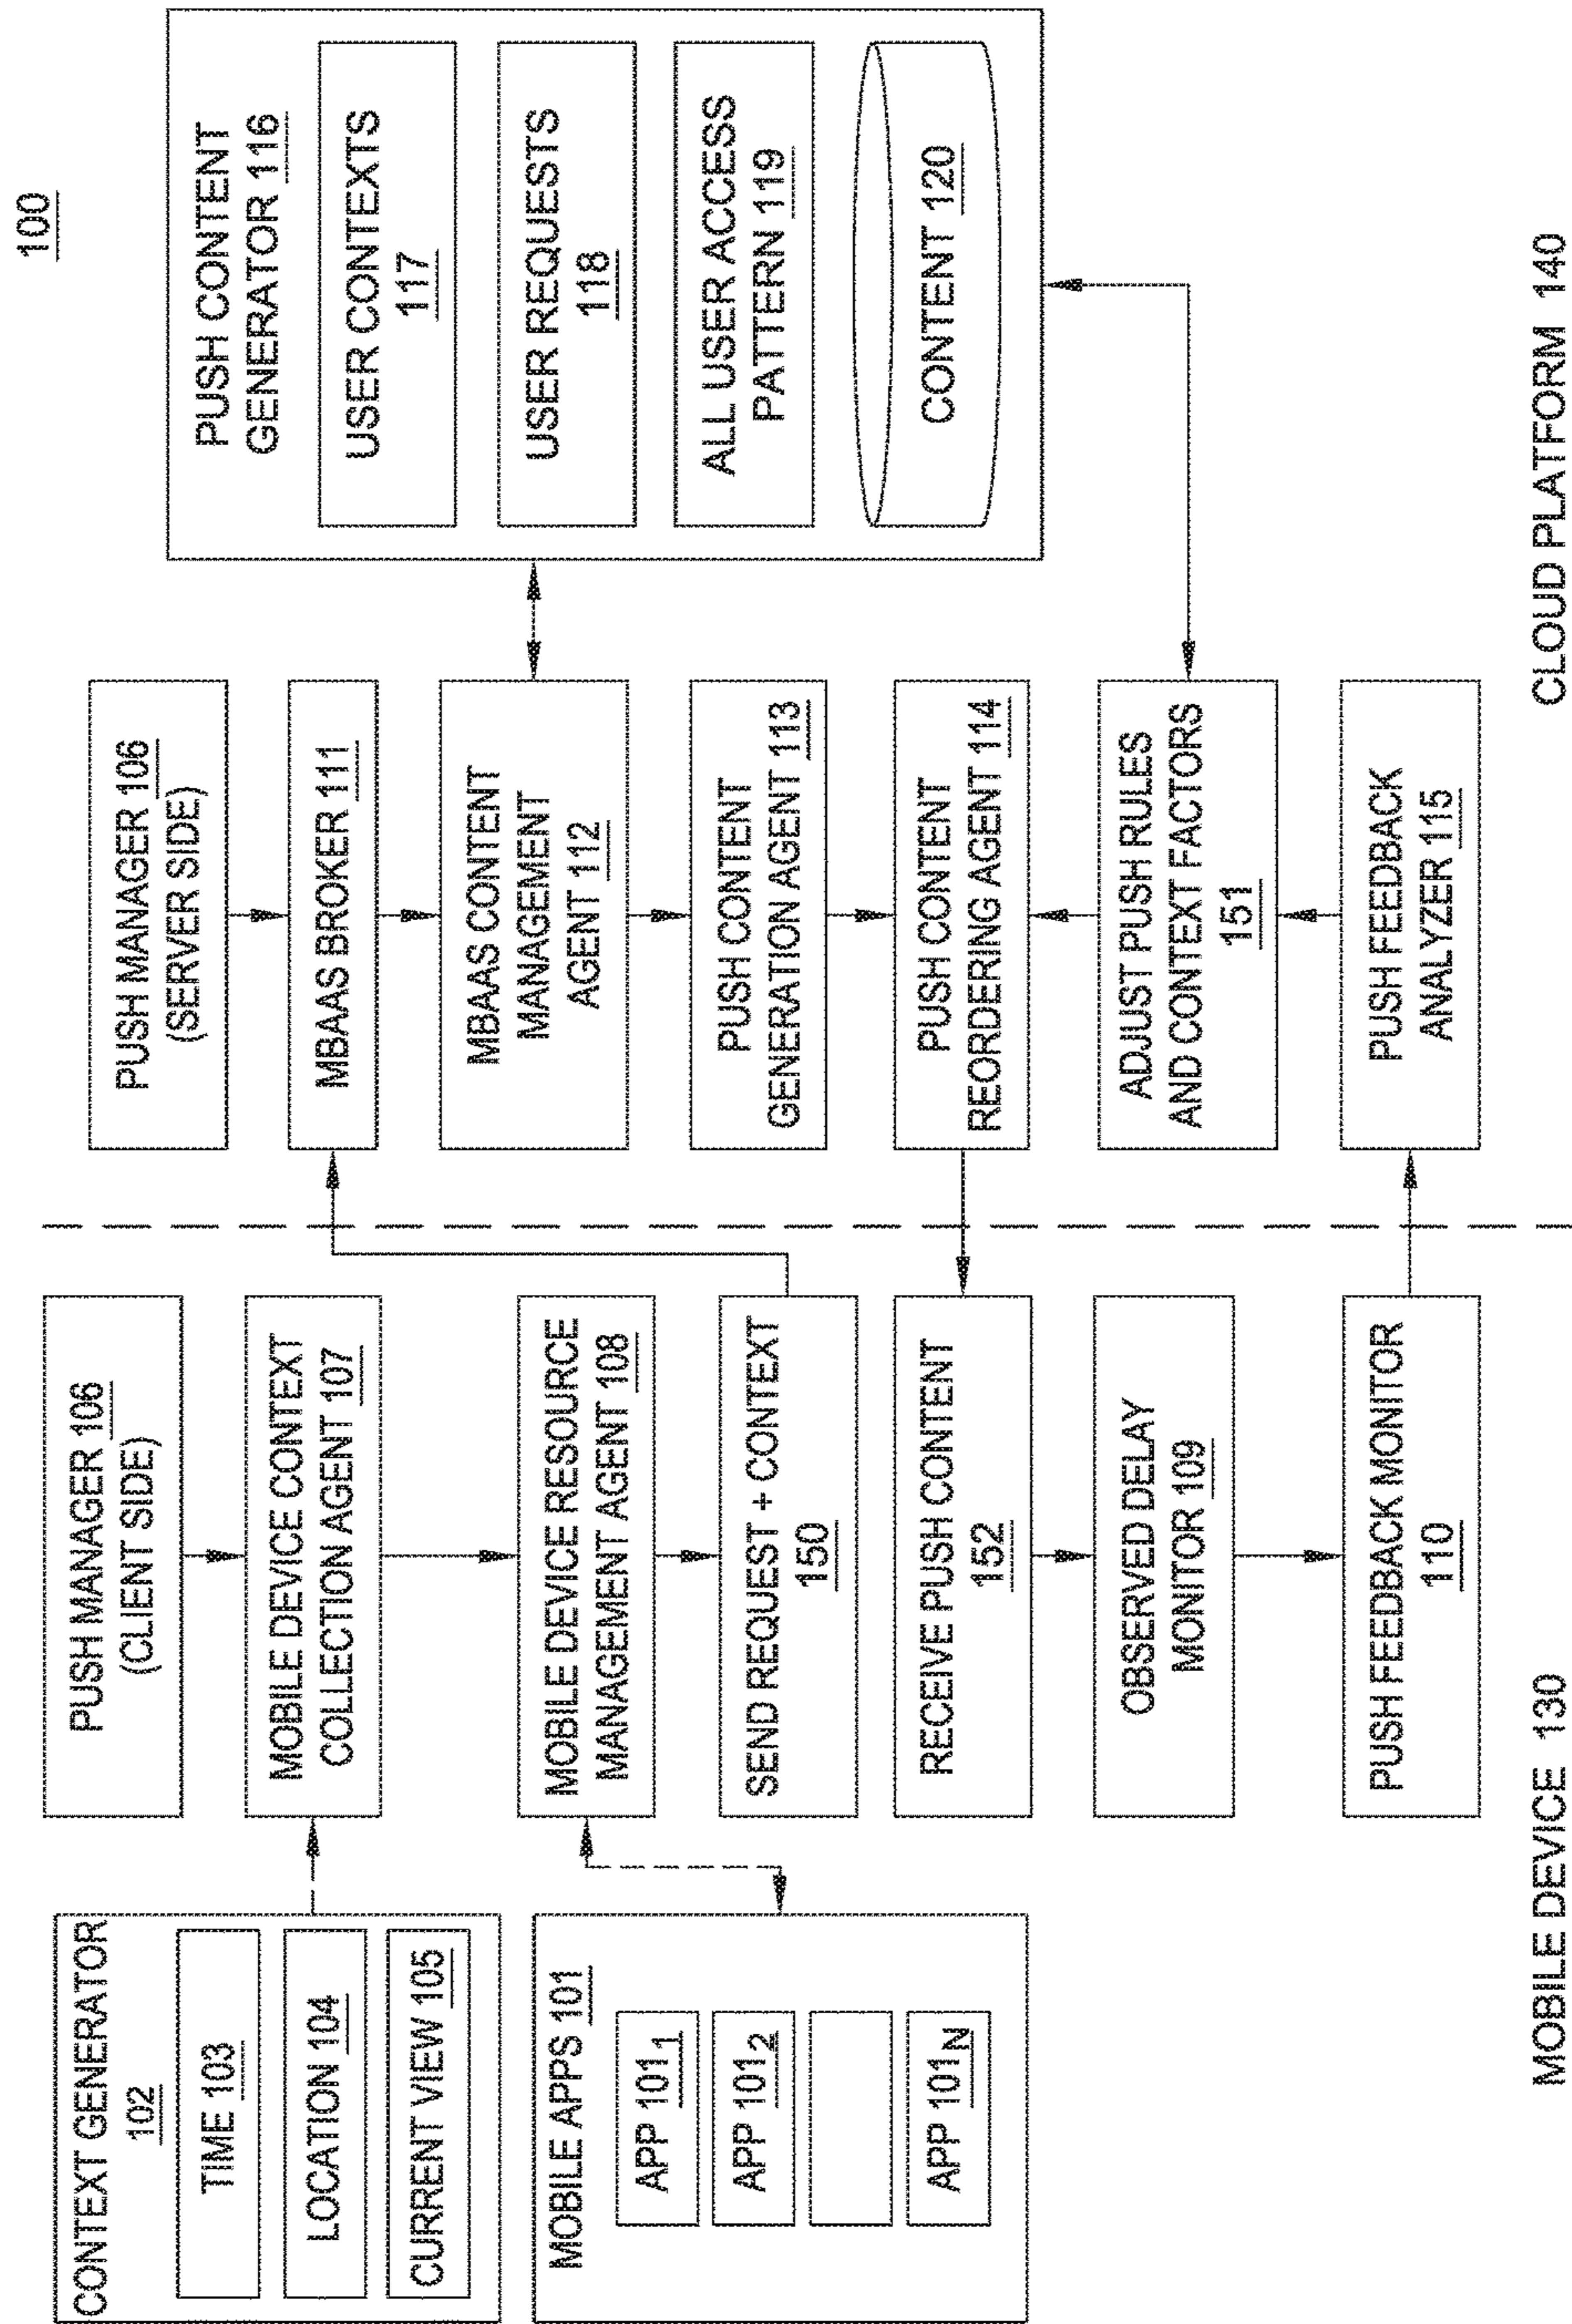 100
CONTEXT GENERATOR
102
TIME 103
LOCATION 104
CURRENT VIEW 105
MOBILE APPS 101
APP 101₁
APP 101₂
APP 101N
PUSH MANAGER 106
(CLIENT SIDE)
MOBILE DEVICE CONTEXT
COLLECTION AGENT 107
MOBILE DEVICE RESOURCE
MANAGEMENT AGENT 108
SEND REQUEST + CONTEXT
150
RECEIVE PUSH CONTENT
152
OBSERVED DELAY
MONITOR 109
PUSH FEEDBACK MONITOR
110
MOBILE DEVICE 130
PUSH MANAGER 106
(SERVER SIDE)
MBAAS BROKER 111
MBAAS CONTENT
MANAGEMENT
AGENT 112
PUSH CONTENT
GENERATION AGENT 113
PUSH CONTENT
REORDERING AGENT 114
ADJUST PUSH RULES
AND CONTEXT FACTORS
151
PUSH FEEDBACK
ANALYZER 115
PUSH CONTENT
GENERATOR 116
USER CONTEXTS
117
USER REQUESTS
118
ALL USER ACCESS
PATTERN 119
CONTENT 120
CLOUD PLATFORM 140